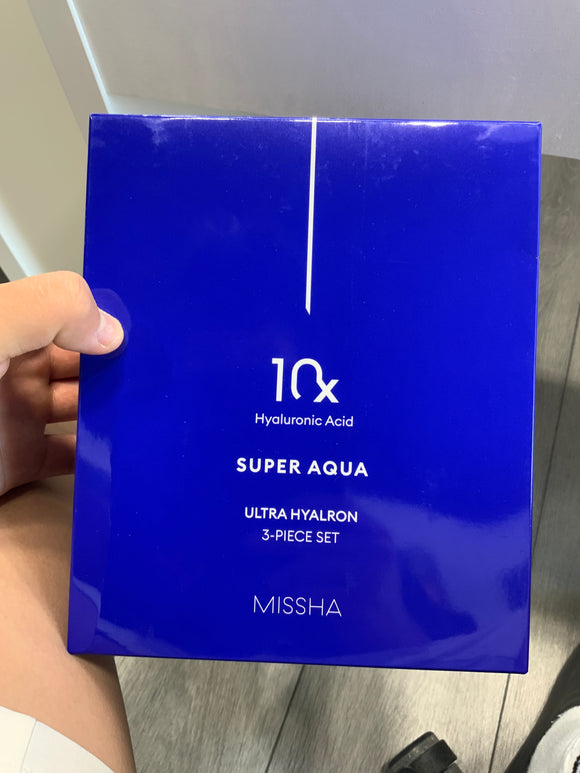 10x
Hyaluronic Acid
SUPER AQUA
ULTRA HYALRON
3-PIECE SET
MISSHA